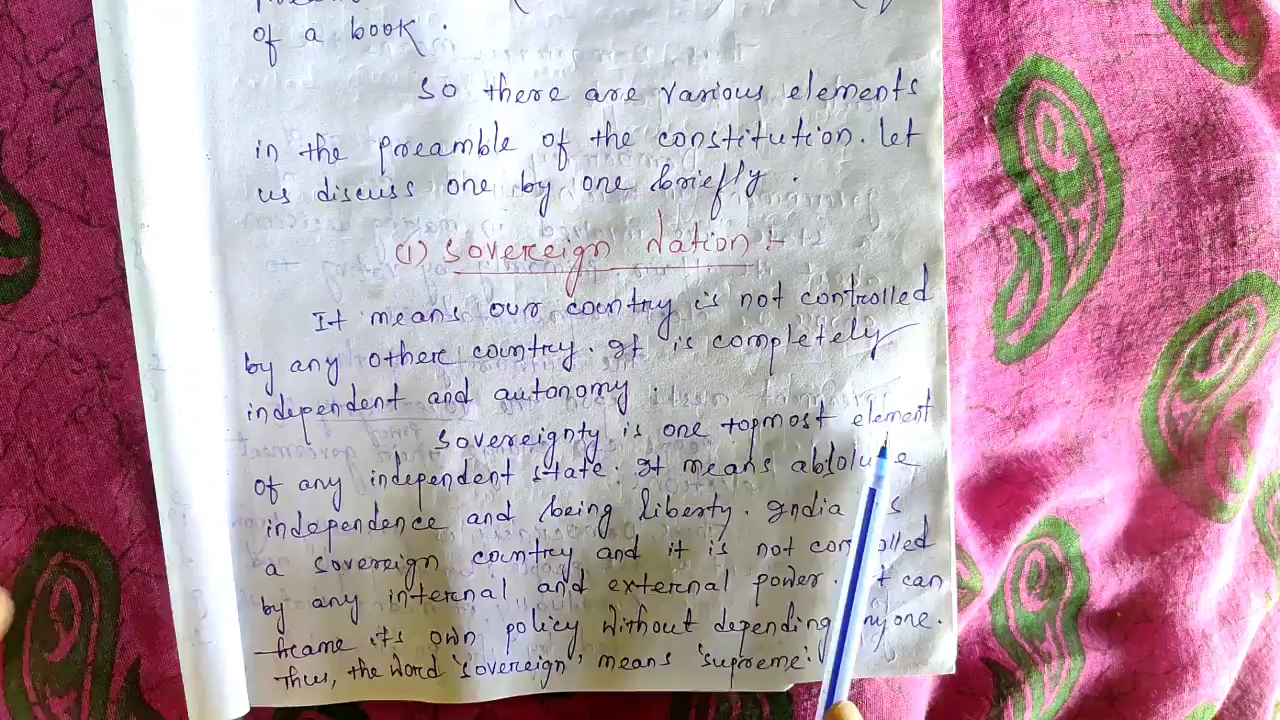 of a book.
So there are various elements
in the preamble of the constitution. Let
us discuss one by one briefly.
(1) Sovereign Nation :-
It means our country is not controlled
by any other country. It is completely
independent and autonomy.
Sovereignty is one topmost element
of any independent state. It means
independence and being liberty. India is
a sovereign country and it is not controlled
by any internal and external power. It can
frame its own policy without depending anyone.
Thus, the word 'sovereign' means 'supreme'.